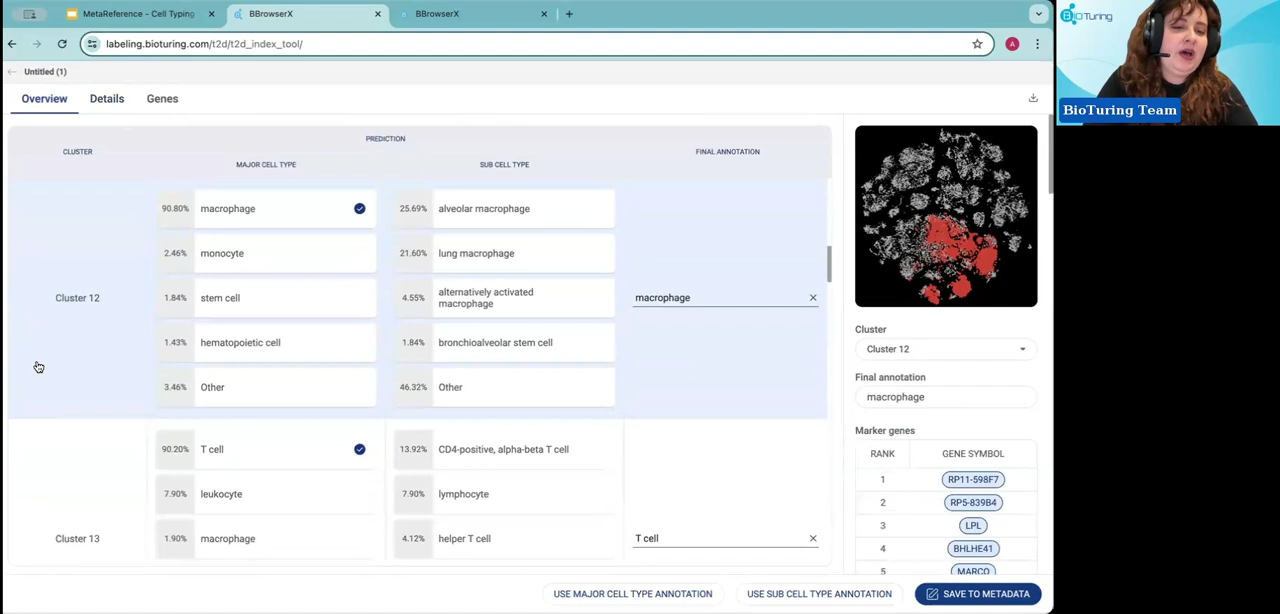 MetaReference - Cell Typing
BBrowserX
BBrowserX
labeling.bioturing.com/t2d/t2d_index_tool/
A
Untitled (1)
Overview
Details
Genes
CLUSTER
PREDICTION
MAJOR CELL TYPE
SUB CELL TYPE
FINAL ANNOTATION
Cluster 12
90.80% macrophage
2.46% monocyte
1.84% stem cell
1.43% hematopoietic cell
3.46% Other
25.69% alveolar macrophage
21.60% lung macrophage
4.55% alternatively activated
macrophage
1.84% bronchioalveolar stem cell
46.32% Other
macrophage
Cluster 13
90.20% T cell
7.90% leukocyte
1.90% macrophage
13.92% CD4-positive, alpha-beta T cell
7.90% lymphocyte
4.12% helper T cell
T cell
Cluster
Cluster 12
Final annotation
macrophage
Marker genes
RANK GENE SYMBOL
1 RP11-598F7
2 RP5-839B4
3 LPL
4 BHLHE41
5 MARCO
USE MAJOR CELL TYPE ANNOTATION
USE SUB CELL TYPE ANNOTATION
SAVE TO METADATA
BioTuring
BioTuring Team